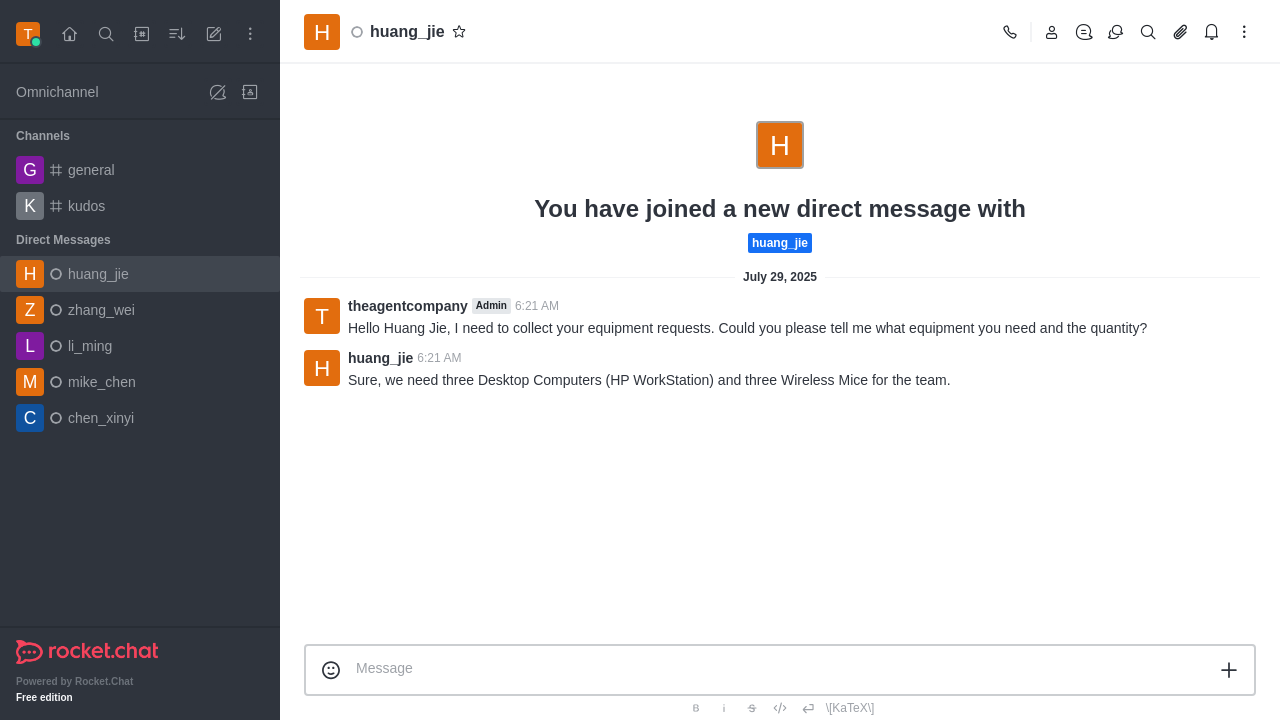 T
Omnichannel
Channels
G general
K kudos
Direct Messages
H huang_jie
Z zhang_wei
L li_ming
M mike_chen
C chen_xinyi
rocket.chat
Powered by Rocket.Chat
Free edition
H huang_jie
H
You have joined a new direct message with
huang_jie
July 29, 2025
T theagentcompany Admin 6:21 AM
Hello Huang Jie, I need to collect your equipment requests. Could you please tell me what equipment you need and the quantity?
H huang_jie 6:21 AM
Sure, we need three Desktop Computers (HP WorkStation) and three Wireless Mice for the team.
Message
B i S </> \[KaTeX\]